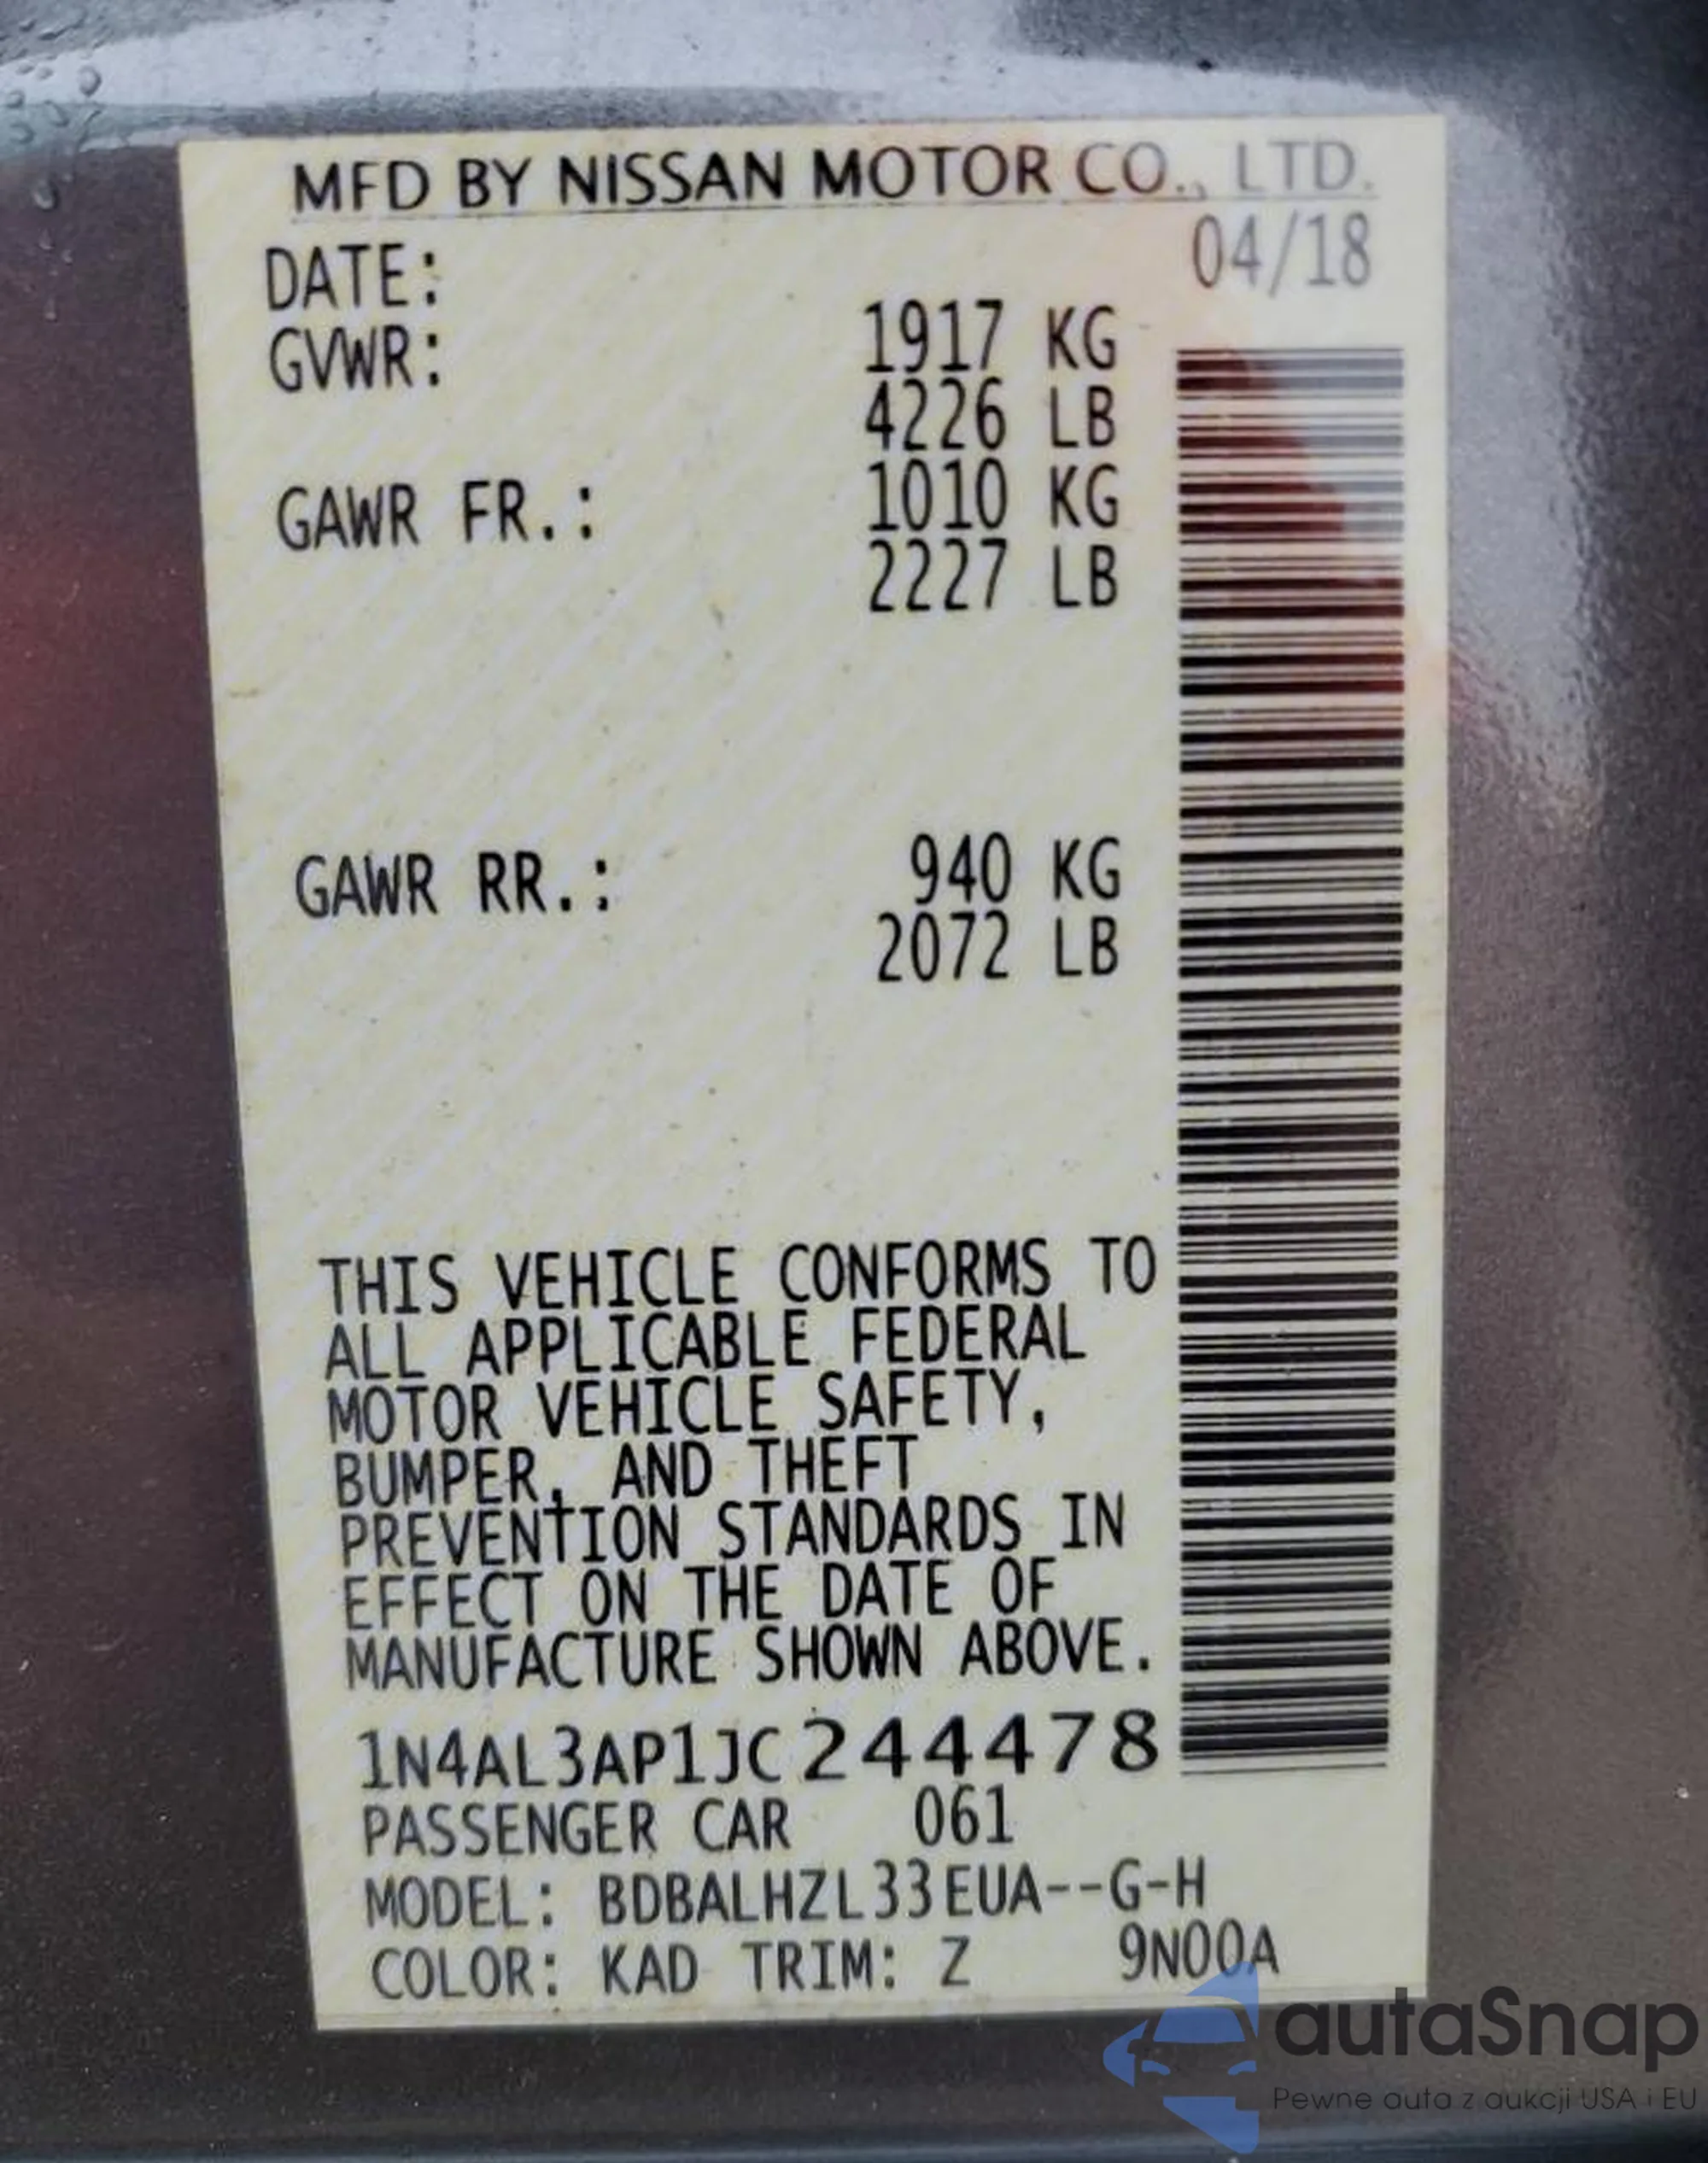 MFD BY NISSAN MOTOR CO., LTD.
DATE: 04/18
GVWR: 1917 KG
4226 LB
GAWR FR.: 1010 KG
2227 LB
GAWR RR.: 940 KG
2072 LB
THIS VEHICLE CONFORMS TO
ALL APPLICABLE FEDERAL
MOTOR VEHICLE SAFETY,
BUMPER, AND THEFT
PREVENTION STANDARDS IN
EFFECT ON THE DATE OF
MANUFACTURE SHOWN ABOVE.
1N4AL3AP1JC244478
PASSENGER CAR 061
MODEL: BDBALHZL33EUA--G-H
COLOR: KAD TRIM: Z 9N00A
autaSnap
Pewne auta z aukcji USA i EU